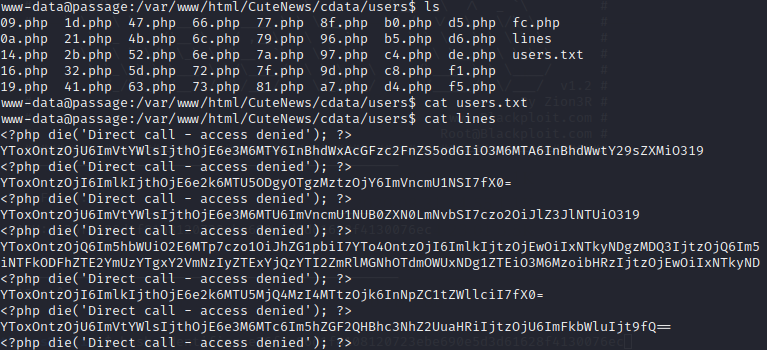 www-data@passage:/var/www/html/CuteNews/cdata/users$ ls
09.php 1d.php 47.php 66.php 77.php 8f.php b0.php d5.php fc.php
0a.php 21.php 4b.php 6c.php 79.php 96.php b5.php d6.php lines
14.php 2b.php 52.php 6e.php 7a.php 97.php c4.php de.php users.txt
16.php 32.php 5d.php 72.php 7f.php 9d.php c8.php f1.php
19.php 41.php 63.php 73.php 81.php a7.php d4.php f5.php
www-data@passage:/var/www/html/CuteNews/cdata/users$ cat users.txt
www-data@passage:/var/www/html/CuteNews/cdata/users$ cat lines
<?php die('Direct call - access denied'); ?>
YToxOntzOjU6ImVtYWlsIjthOjE6e3M6MTY6InBhdWxAcGFzc2FnZS5odGIiO3M6MTA6InBhdWwtY29sZXMiO319
<?php die('Direct call - access denied'); ?>
YToxOntzOjI6ImlkIjthOjE6e2k6MTU5ODgyOTgzMztzOjY6ImVncmU1NSI7fX0=
<?php die('Direct call - access denied'); ?>
YToxOntzOjU6ImVtYWlsIjthOjE6e3M6MTU6ImVncmU1NUB0ZXN0LmNvbSI7czo2OiJlZ3JlNTUiO319
<?php die('Direct call - access denied'); ?>
YToxOntzOjQ6Im5hbWUiO2E6MTp7czo1OiJhZG1pbiI7YTo4OntzOjI6ImlkIjtzOjEwOiIxNTkyNDgzMDQ3IjtzOjQ6Im5
iNTFkODFhZTE2YmUzYTgxY2VmNzIyZTExYjQzYTI2ZmRlMGNhOTdmOWUxNDg1ZTEiO3M6MzoibHRzIjtzOjEwOiIxNTkyND
<?php die('Direct call - access denied'); ?>
YToxOntzOjI6ImlkIjthOjE6e2k6MTU5MjQ4MzI4MTtzOjk6InNpZC1tZWllciI7fX0=
<?php die('Direct call - access denied'); ?>
YToxOntzOjU6ImVtYWlsIjthOjE6e3M6MTc6Im5hZGF2QHBhc3NhZ2UuaHRiIjtzOjU6ImFkbWluIjt9fQ==
<?php die('Direct call - access denied'); ?>